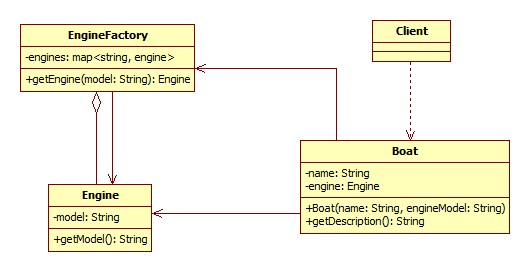 EngineFactory
-engines: map<string, engine>
+getEngine(model: String): Engine
Client
Boat
-name: String
-engine: Engine
+Boat(name: String, engineModel: String)
+getDescription(): String
Engine
-model: String
+getModel(): String